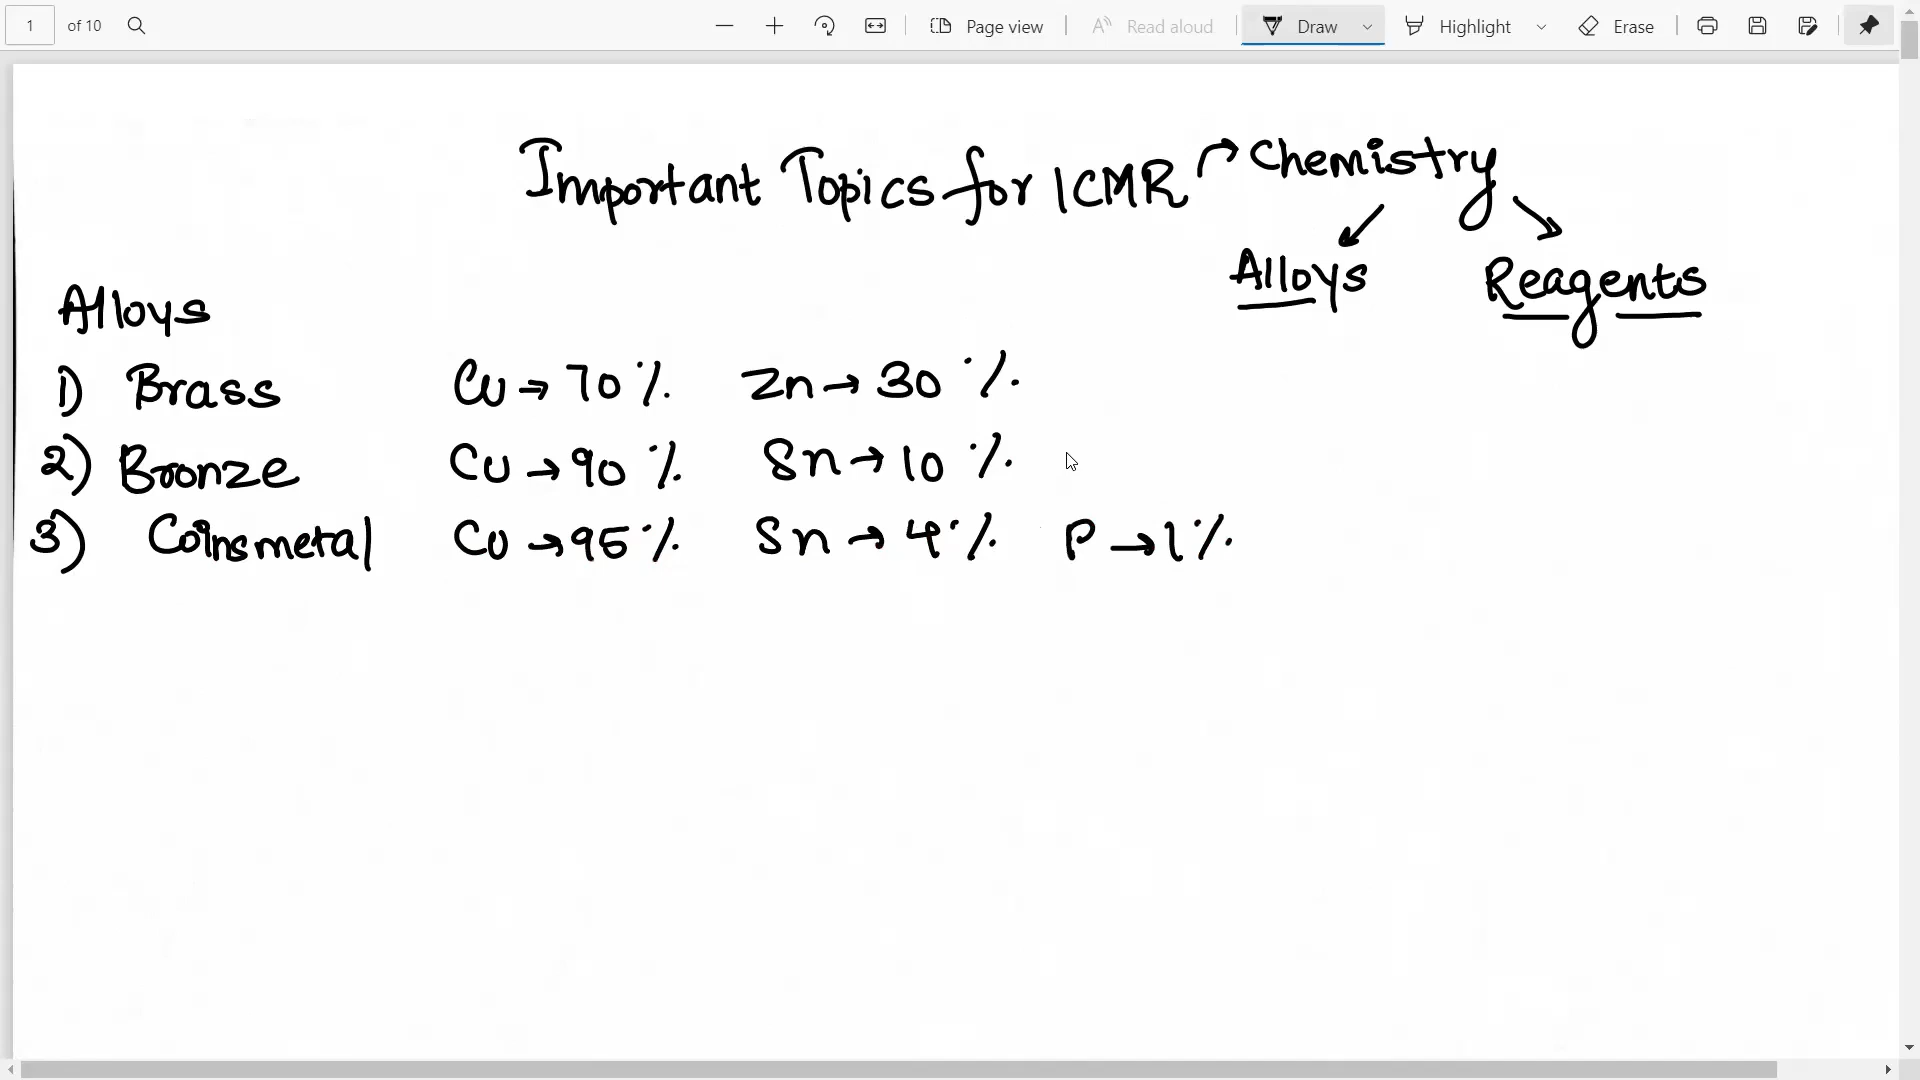 1 of 10 Page view Read aloud Draw Highlight Erase
Important Topics for ICMR → Chemistry
Alloys Reagents
Alloys
1) Brass Cu → 70 % Zn → 30 %
2) Bronze Cu → 90 % Sn → 10 %
3) Coinsmetal Cu → 95 % Sn → 4 % P → 1 %